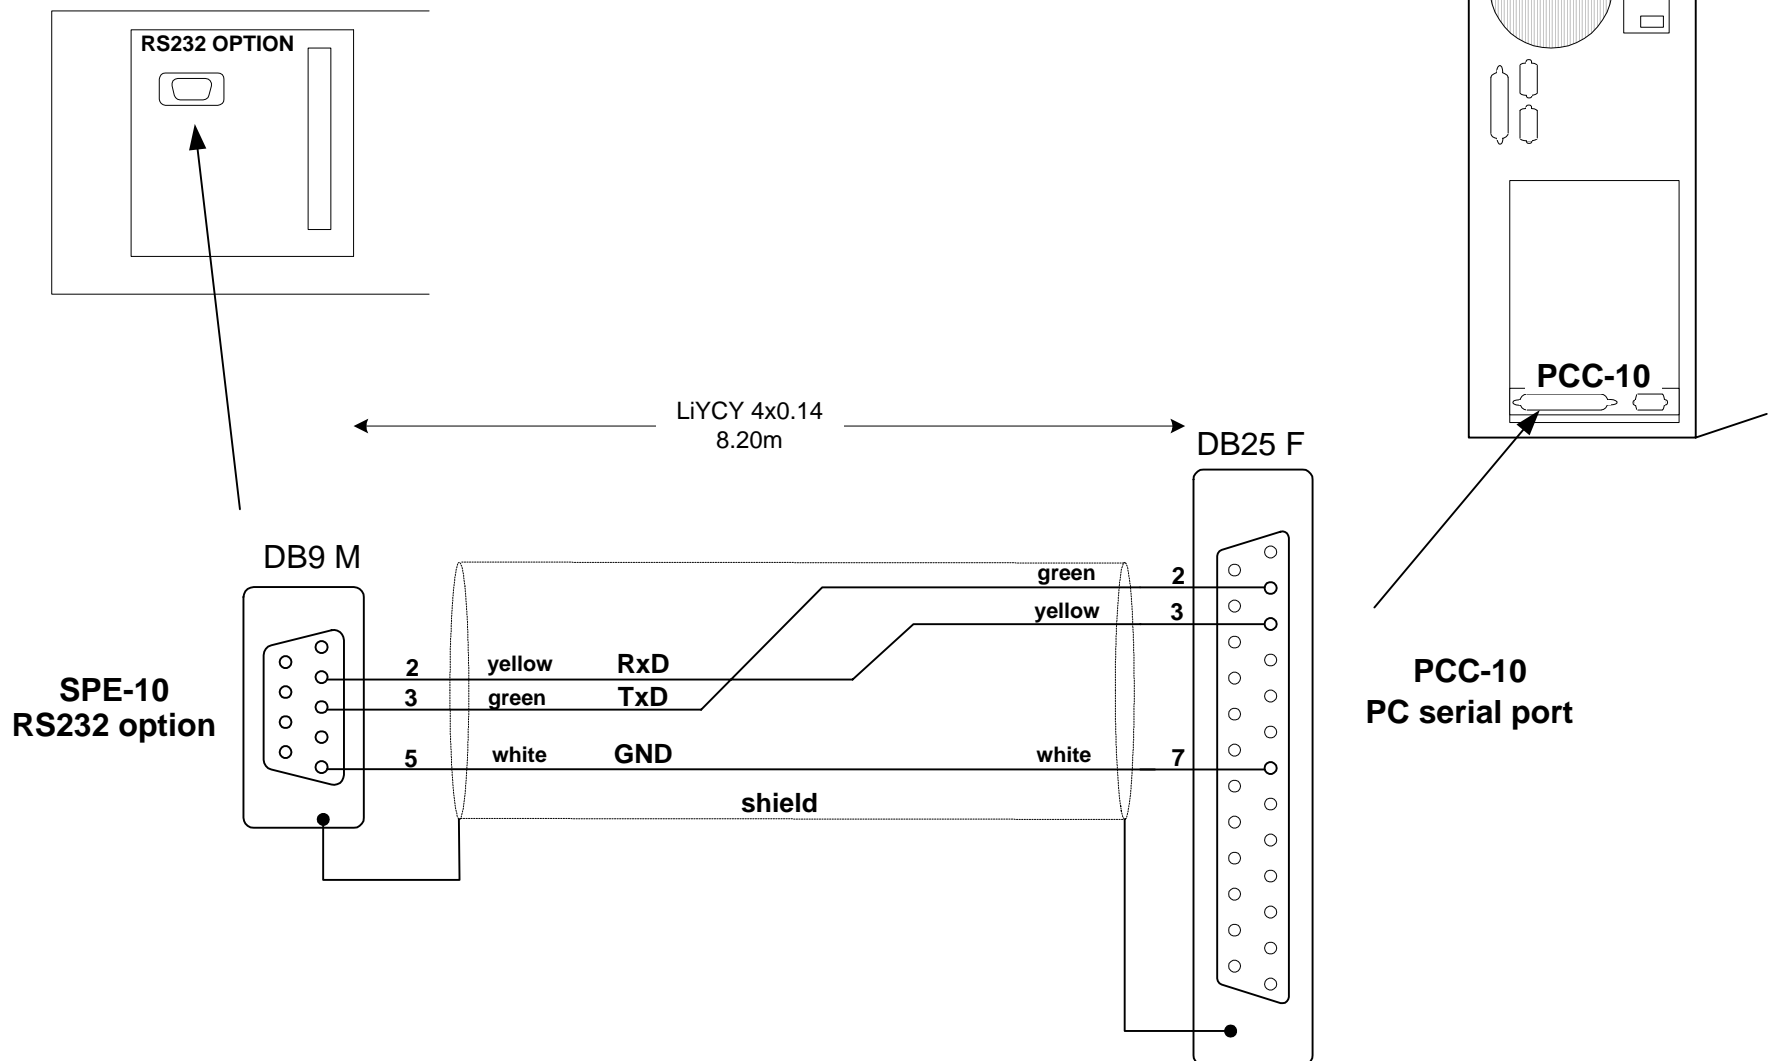 RS232 OPTION
PCC-10
LiYCY 4x0.14
8.20m
DB25 F
DB9 M
green 2
yellow 3
2 yellow RxD
3 green TxD
5 white GND white 7
shield
SPE-10
RS232 option
PCC-10
PC serial port